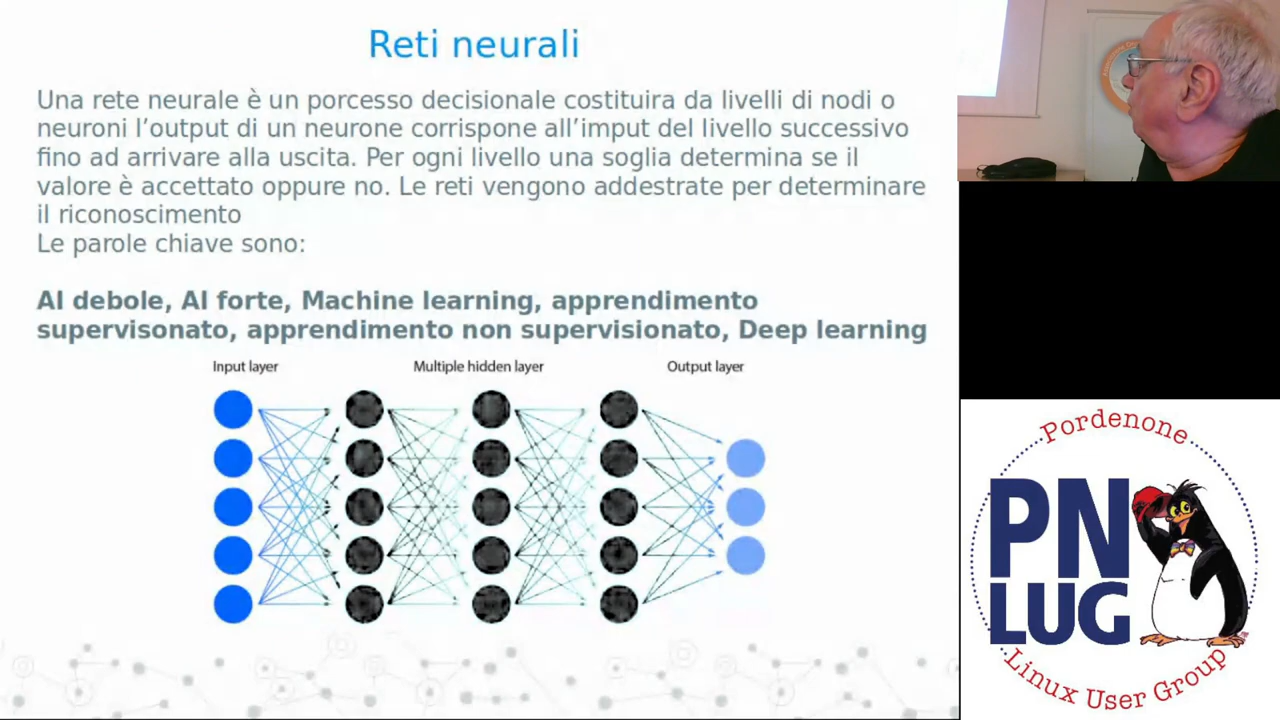 Reti neurali
Una rete neurale è un porcesso decisionale costituira da livelli di nodi o
neuroni l’output di un neurone corrispone all’imput del livello successivo
fino ad arrivare alla uscita. Per ogni livello una soglia determina se il
valore è accettato oppure no. Le reti vengono addestrate per determinare
il riconoscimento
Le parole chiave sono:
AI debole, AI forte, Machine learning, apprendimento
supervisonato, apprendimento non supervisionato, Deep learning
Input layer
Multiple hidden layer
Output layer
Pordenone
PN
LUG
Linux User Group